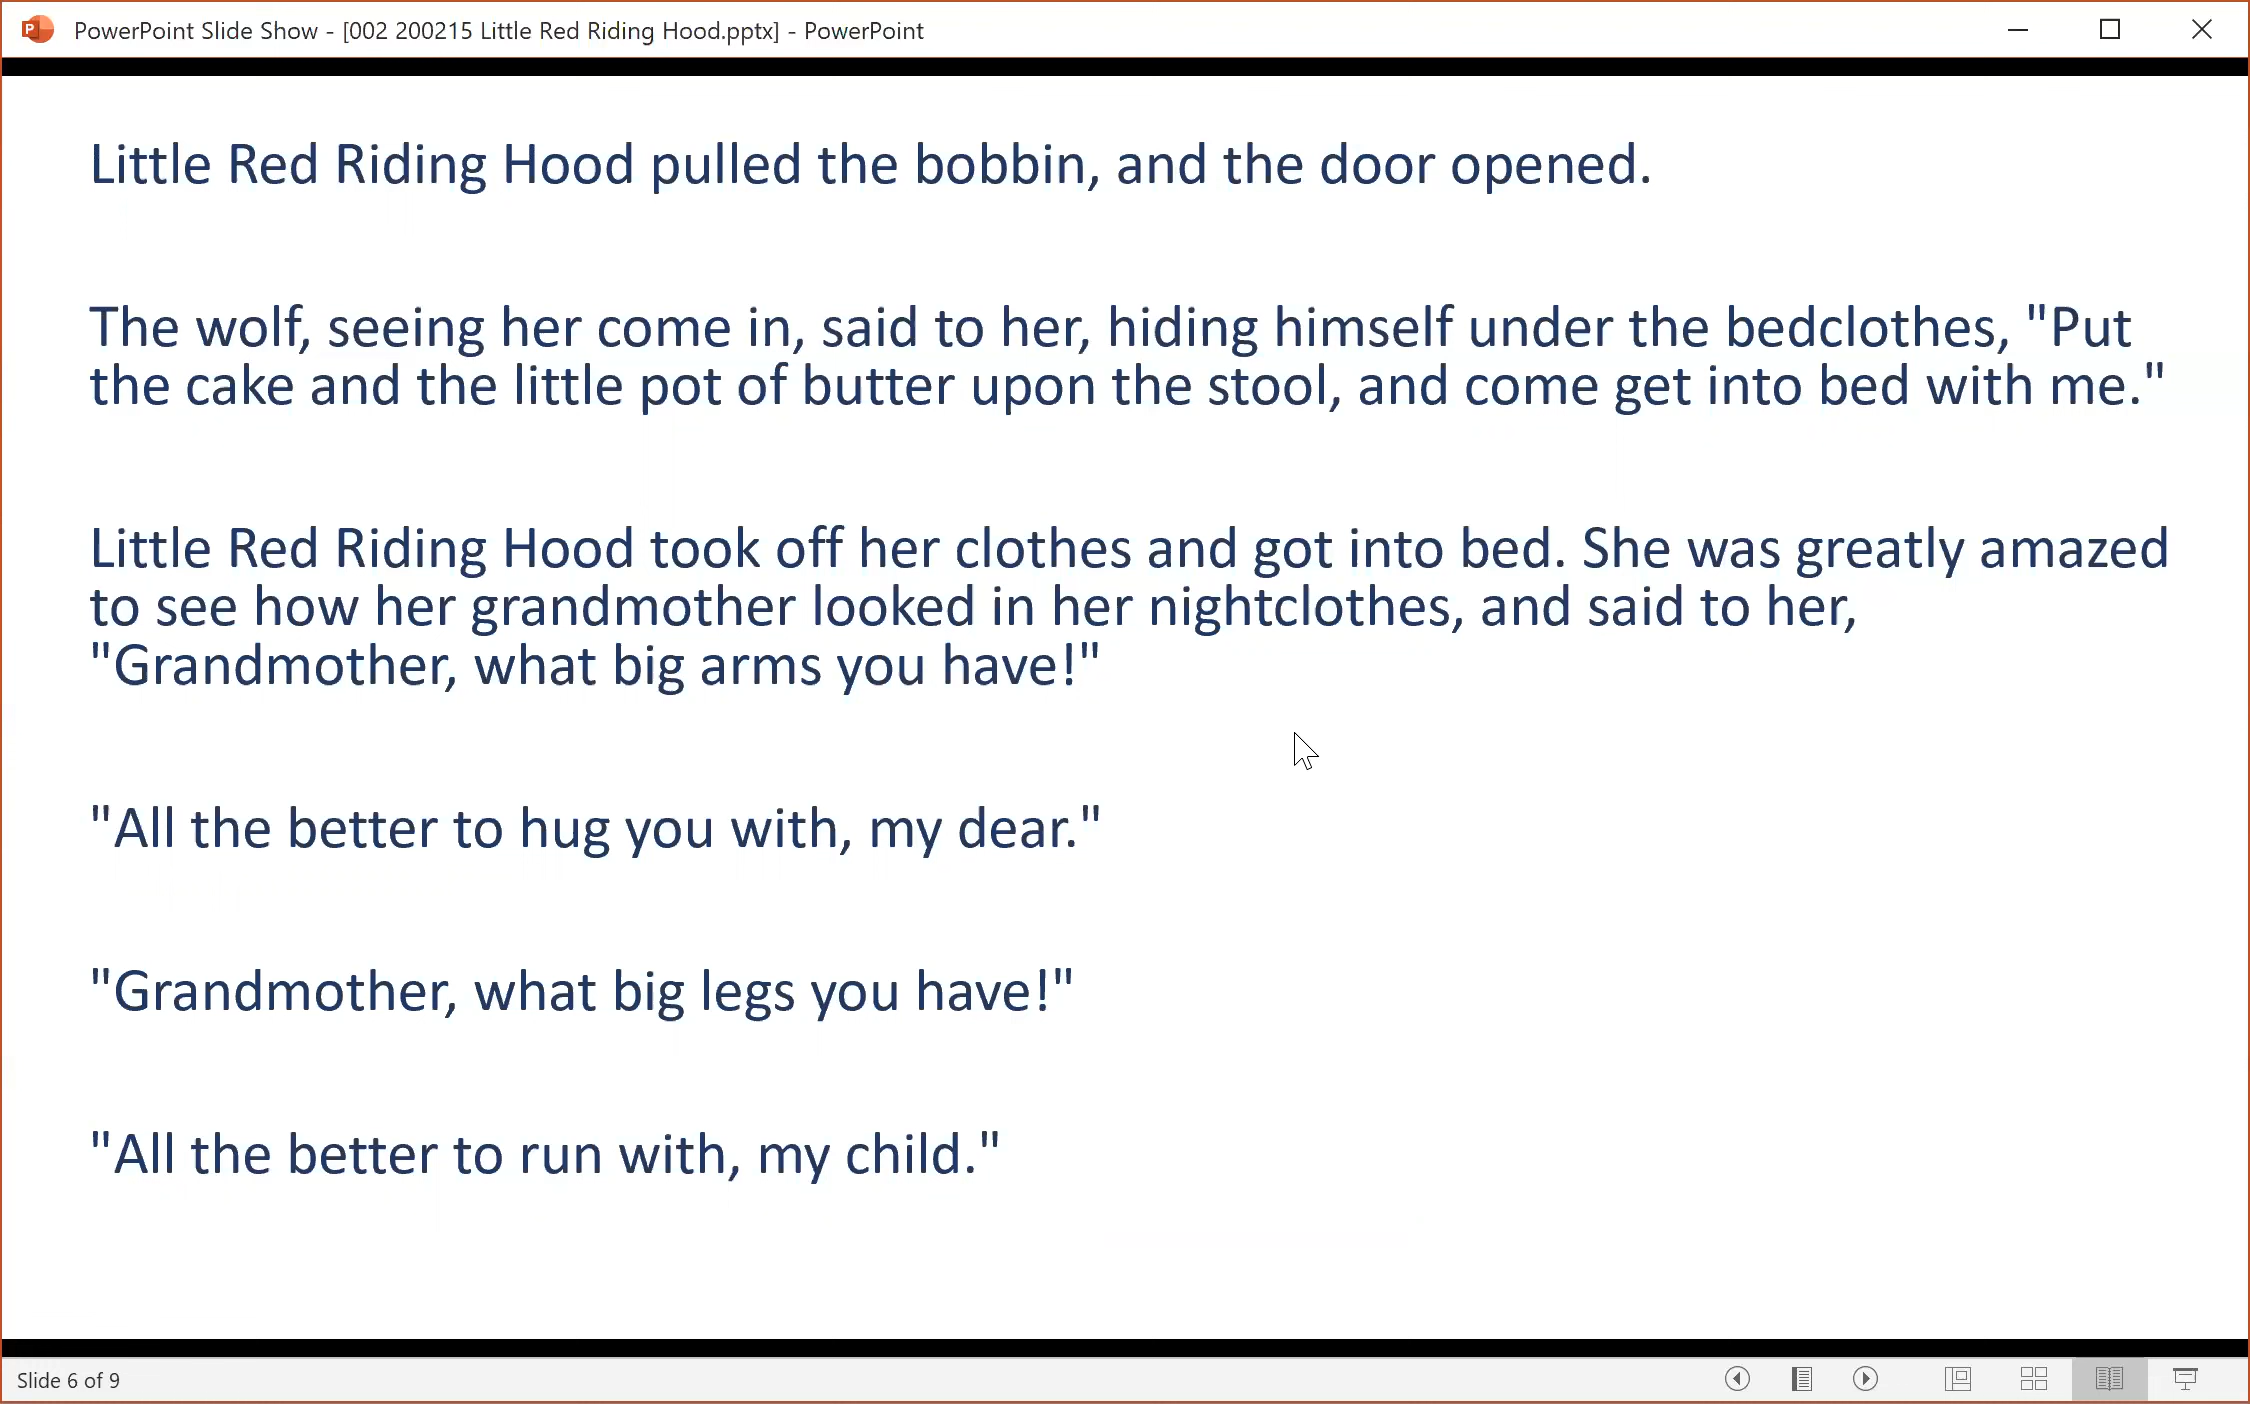 PowerPoint Slide Show - [002 200215 Little Red Riding Hood.pptx] - PowerPoint
Little Red Riding Hood pulled the bobbin, and the door opened.
The wolf, seeing her come in, said to her, hiding himself under the bedclothes, "Put
the cake and the little pot of butter upon the stool, and come get into bed with me."
Little Red Riding Hood took off her clothes and got into bed. She was greatly amazed
to see how her grandmother looked in her nightclothes, and said to her,
"Grandmother, what big arms you have!"
"All the better to hug you with, my dear."
"Grandmother, what big legs you have!"
"All the better to run with, my child."
Slide 6 of 9